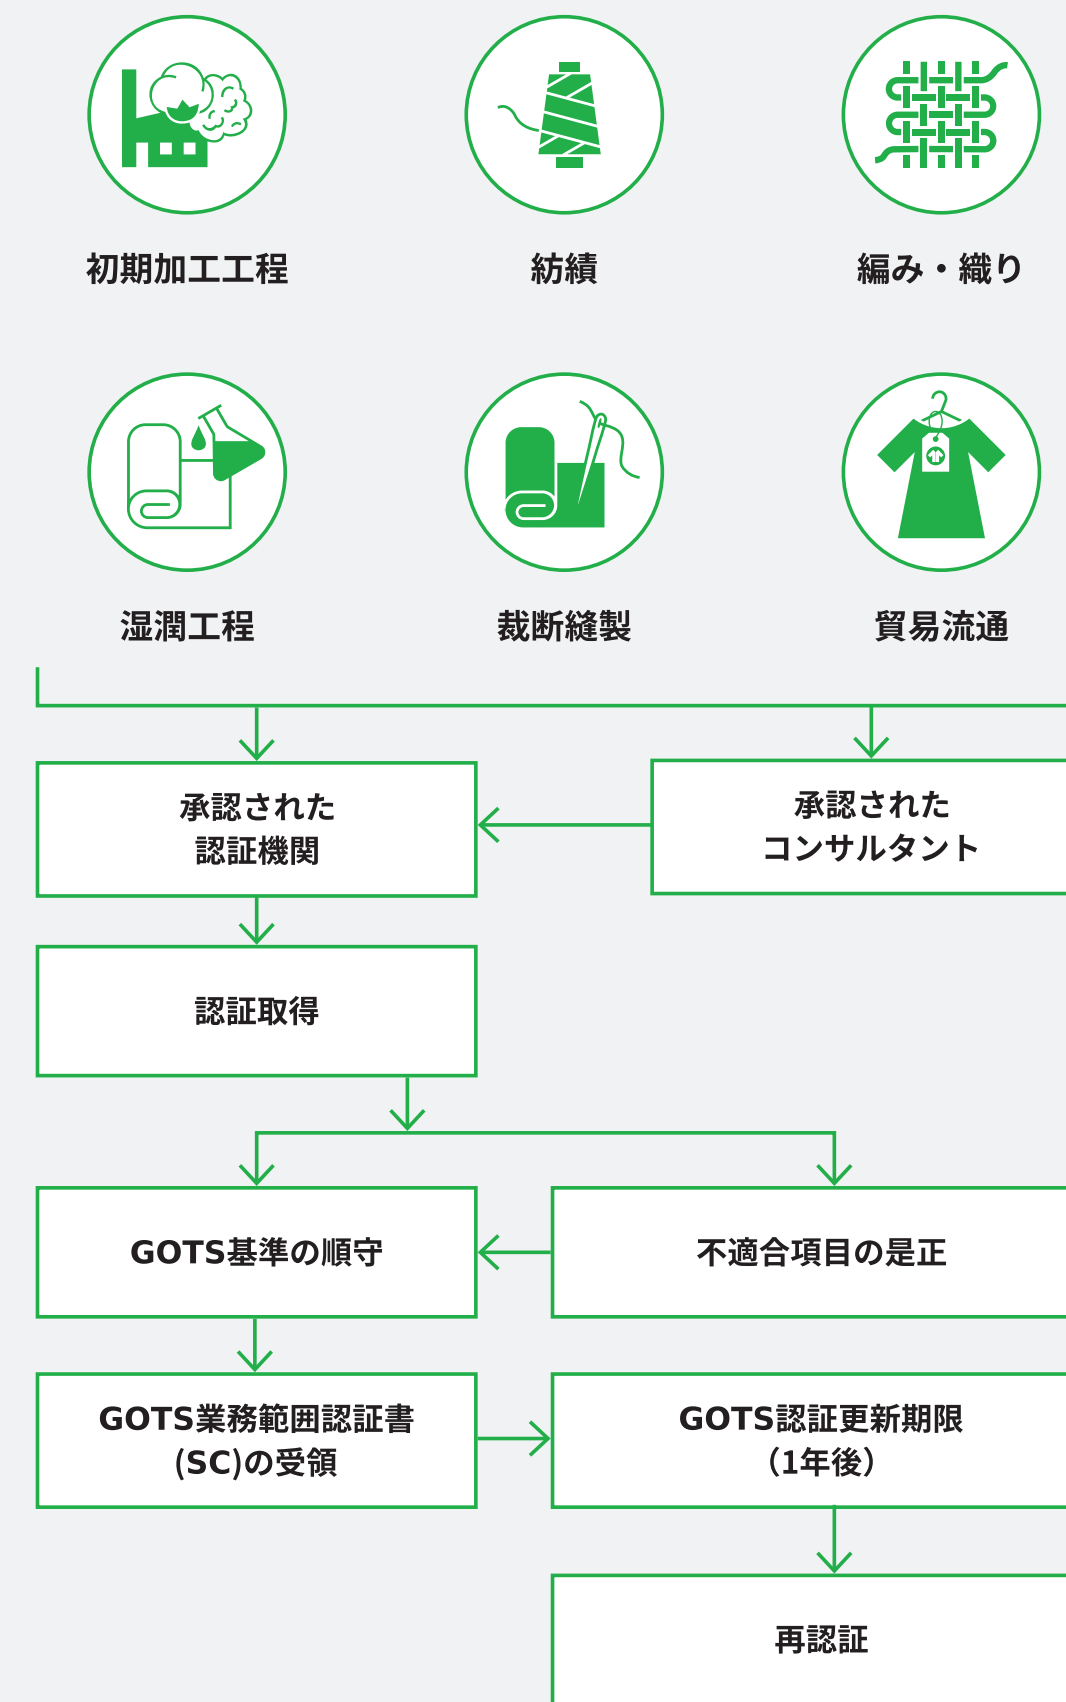 初期加工工程
紡績
編み・織り
湿潤工程
裁断縫製
貿易流通
承認された
認証機関
承認された
コンサルタント
認証取得
GOTS基準の順守
不適合項目の是正
GOTS業務範囲認証書
(SC)の受領
GOTS認証更新期限
（1年後）
再認証